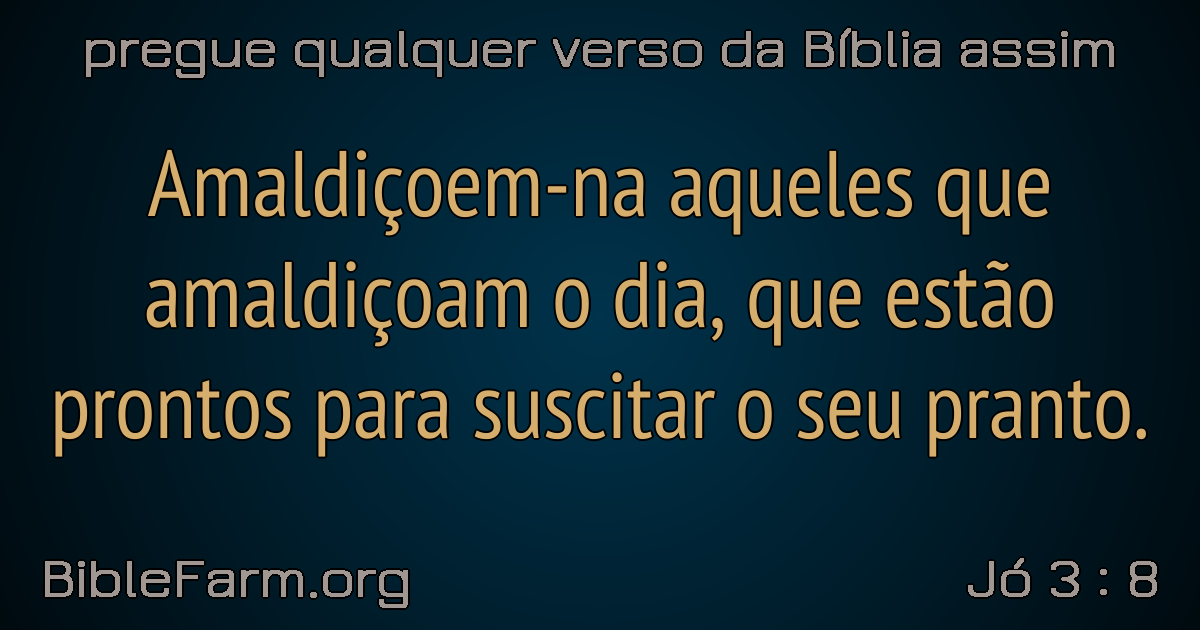 pregue qualquer verso da Bíblia assim
Amaldiçoem-na aqueles que
amaldiçoam o dia, que estão
prontos para suscitar o seu pranto.
BibleFarm.org
Jó 3 : 8